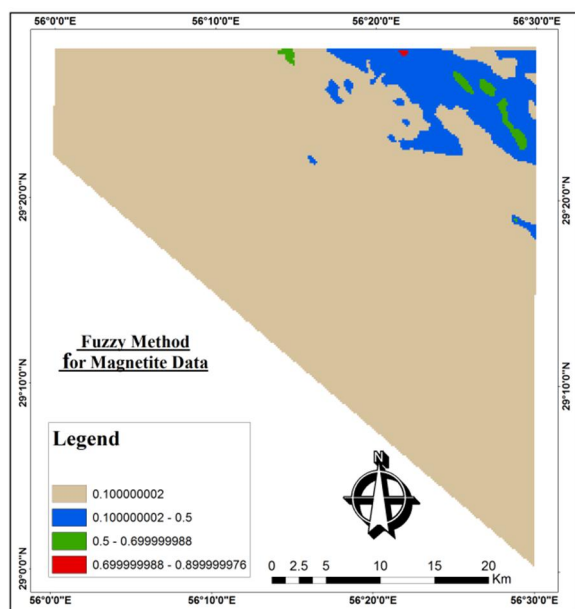 56°0'0"E 56°10'0"E 56°20'0"E 56°30'0"E
29°20'0"N 29°20'0"N
Fuzzy Method
for Magnetite Data
29°10'0"N 29°10'0"N
Legend
0.100000002
0.100000002 - 0.5
0.5 - 0.699999988
0.699999988 - 0.899999976
N
0 2.5 5 10 15 20
Km
29°0'0"N 29°0'0"N
56°0'0"E 56°10'0"E 56°20'0"E 56°30'0"E